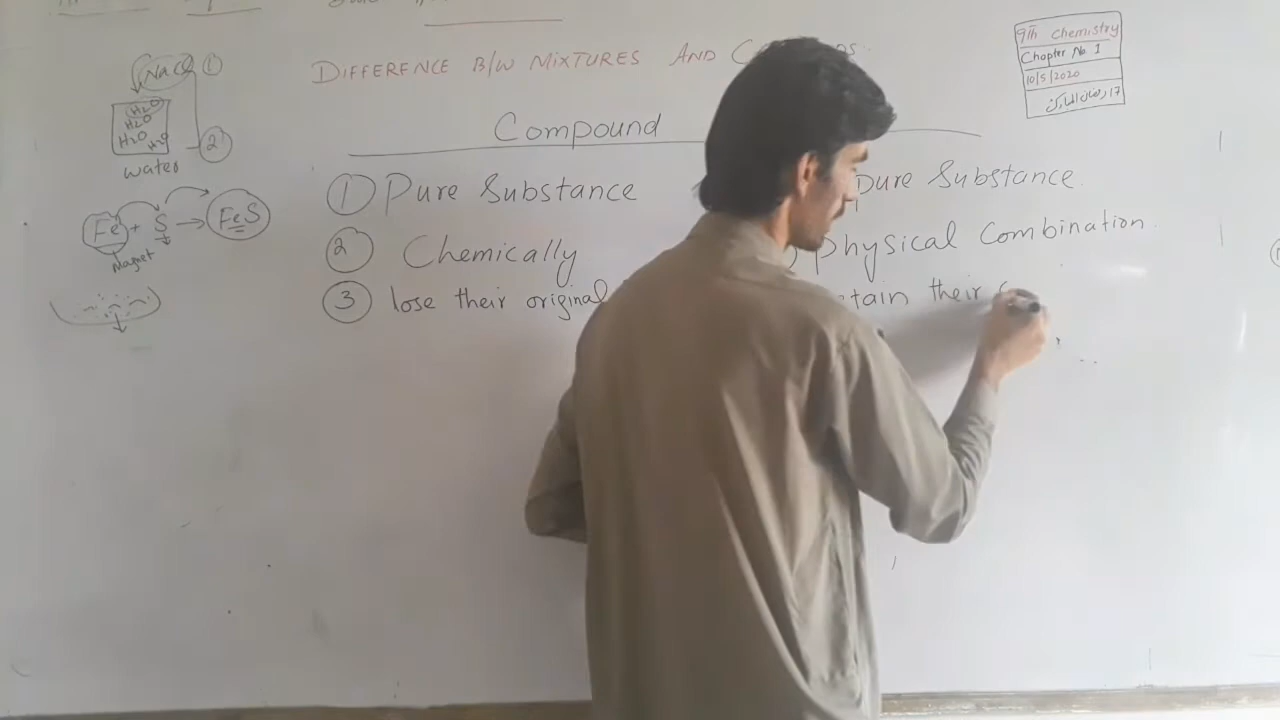 DIFFERENCE B/W MIXTURES AND
9th Chemistry
Chapter No 1
10/5/2020
17 رمضان المبارک
NaCl 1
H2O
H2O
H2O H2O
2
water
Fe + S → FeS
Magnet
Compound
1 Pure Substance
2 Chemically
3 lose their original
pure Substance
Physical Combination
tain their